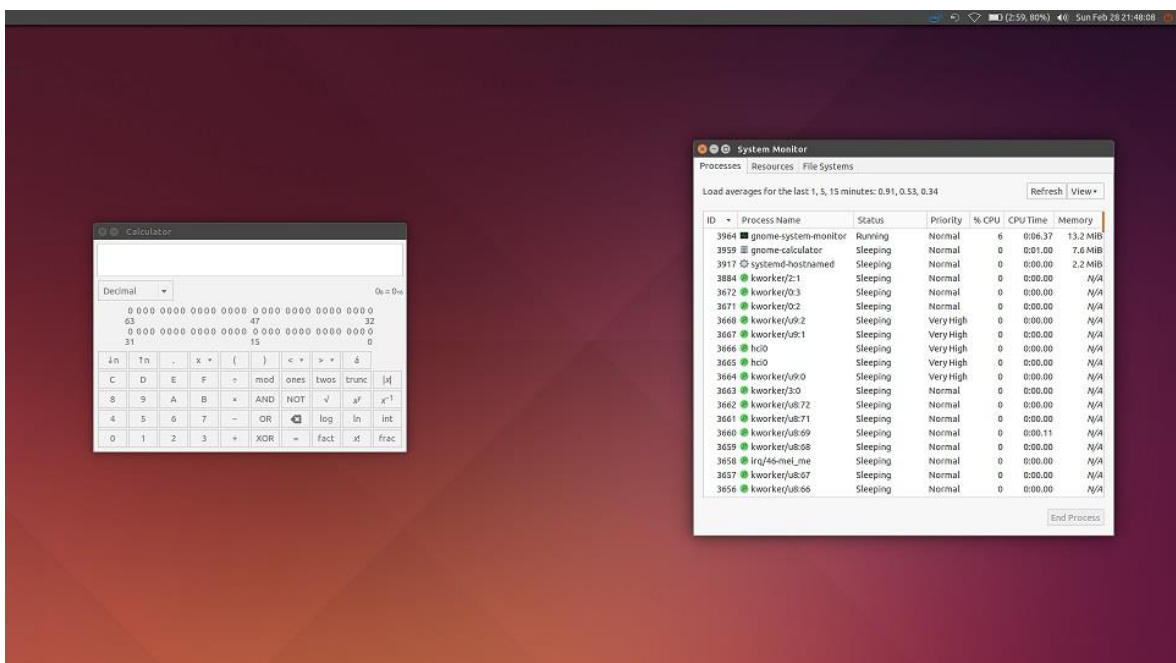 (2:59, 80%) Sun Feb 28 21:48:08
Calculator
Decimal
0000 0000 0000 0000 0000 0000 0000 0000
63 47 32
0000 0000 0000 0000 0000 0000 0000 0000
31 15 0
↓n ↑n . x ( ) < > á
C D E F ÷ mod ones twos trunc |x|
8 9 A B × AND NOT √ xʸ x⁻¹
4 5 6 7 − OR log ln int
0 1 2 3 + XOR = fact x! frac
System Monitor
Processes Resources File Systems
Load averages for the last 1, 5, 15 minutes: 0.91, 0.53, 0.34
Refresh View
ID Process Name Status Priority % CPU CPU Time Memory
3964 gnome-system-monitor Running Normal 6 0:06.37 13.2 MiB
3959 gnome-calculator Sleeping Normal 0 0:01.00 7.6 MiB
3917 systemd-hostnamed Sleeping Normal 0 0:00.00 2.2 MiB
3884 kworker/2:1 Sleeping Normal 0 0:00.00 N/A
3672 kworker/0:3 Sleeping Normal 0 0:00.00 N/A
3671 kworker/0:2 Sleeping Normal 0 0:00.00 N/A
3668 kworker/u9:2 Sleeping Very High 0 0:00.00 N/A
3667 kworker/u9:1 Sleeping Very High 0 0:00.00 N/A
3666 hci0 Sleeping Very High 0 0:00.00 N/A
3665 hci0 Sleeping Very High 0 0:00.00 N/A
3664 kworker/u9:0 Sleeping Very High 0 0:00.00 N/A
3663 kworker/3:0 Sleeping Normal 0 0:00.00 N/A
3662 kworker/u8:72 Sleeping Normal 0 0:00.00 N/A
3661 kworker/u8:71 Sleeping Normal 0 0:00.00 N/A
3660 kworker/u8:69 Sleeping Normal 0 0:00.11 N/A
3659 kworker/u8:68 Sleeping Normal 0 0:00.00 N/A
3658 irq/46-mei_me Sleeping Normal 0 0:00.00 N/A
3657 kworker/u8:67 Sleeping Normal 0 0:00.00 N/A
3656 kworker/u8:66 Sleeping Normal 0 0:00.00 N/A
End Process